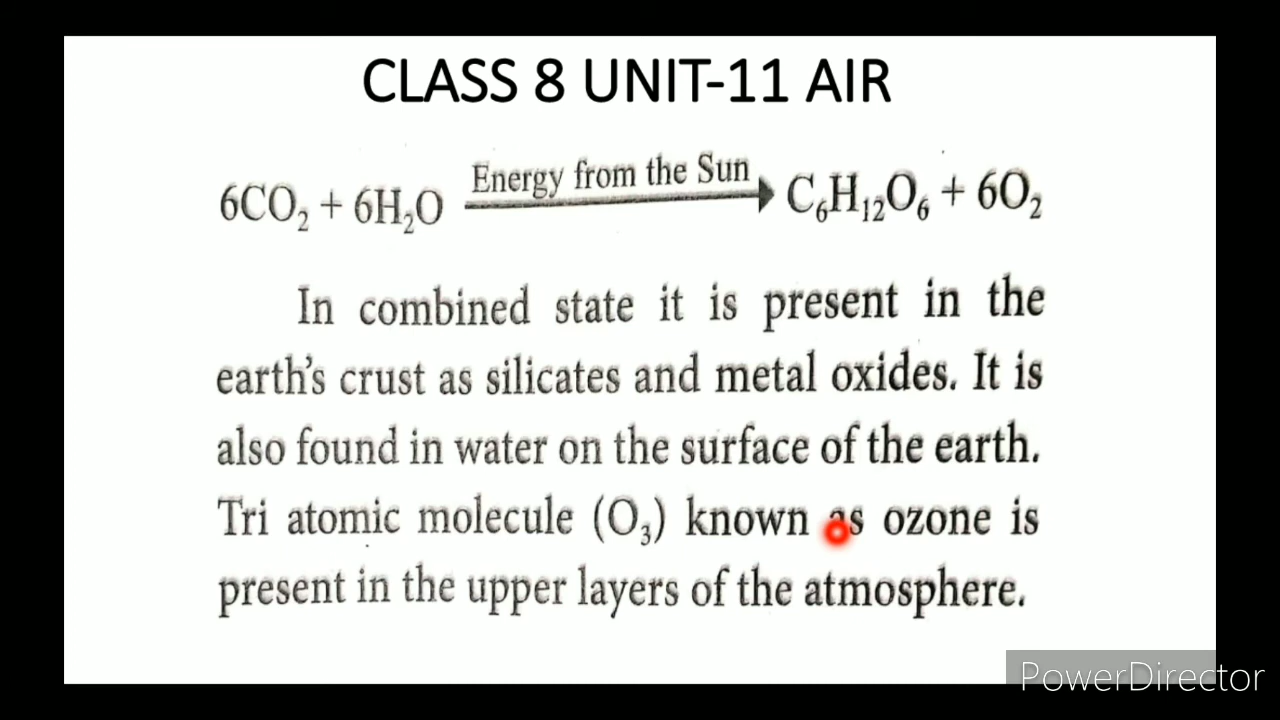 CLASS 8 UNIT-11 AIR
6CO₂ + 6H₂O Energy from the Sun → C₆H₁₂O₆ + 6O₂
In combined state it is present in the
earth's crust as silicates and metal oxides. It is
also found in water on the surface of the earth.
Tri atomic molecule (O₃) known as ozone is
present in the upper layers of the atmosphere.
PowerDirector